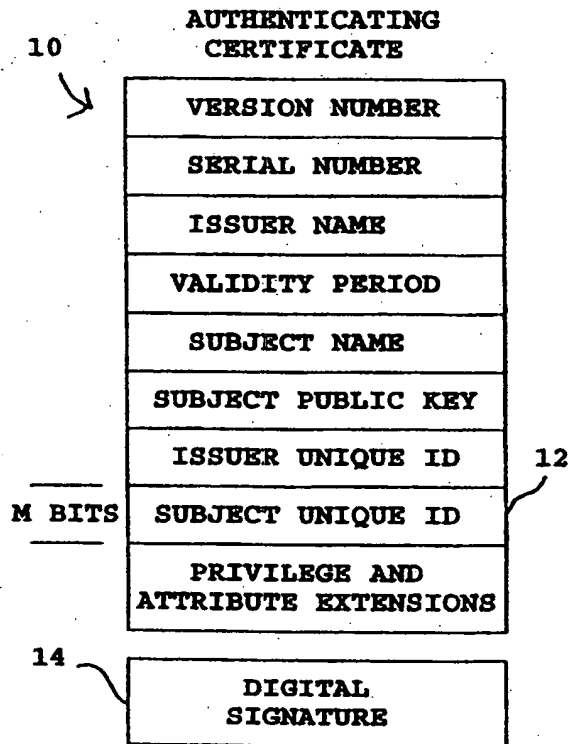 AUTHENTICATING
CERTIFICATE
10
VERSION NUMBER
SERIAL NUMBER
ISSUER NAME
VALIDITY PERIOD
SUBJECT NAME
SUBJECT PUBLIC KEY
ISSUER UNIQUE ID
12
M BITS SUBJECT UNIQUE ID
PRIVILEGE AND
ATTRIBUTE EXTENSIONS
14
DIGITAL
SIGNATURE